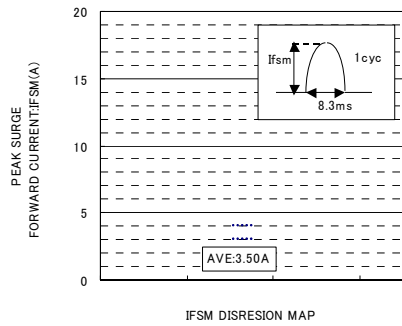 20
15
10
5
0
PEAK SURGE
FORWARD CURRENT:IFSM(A)
Ifsm
1cyc
8.3ms
AVE:3.50A
IFSM DISRESION MAP